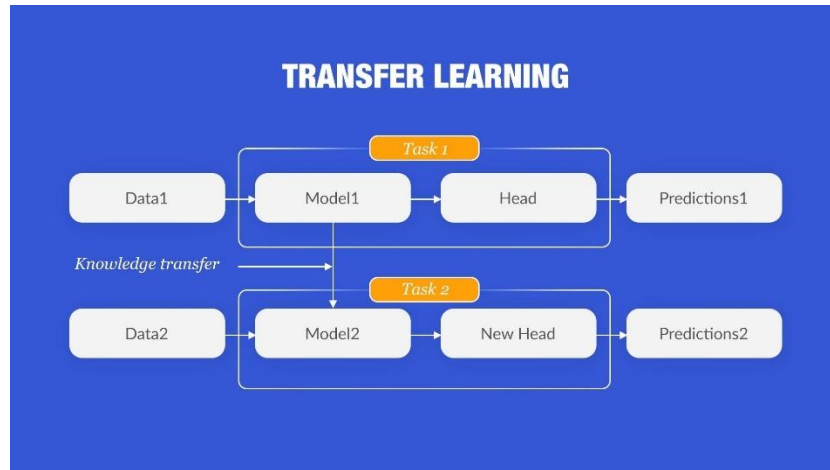 TRANSFER LEARNING
Task 1
Data1
Model1
Head
Predictions1
Knowledge transfer
Task 2
Data2
Model2
New Head
Predictions2